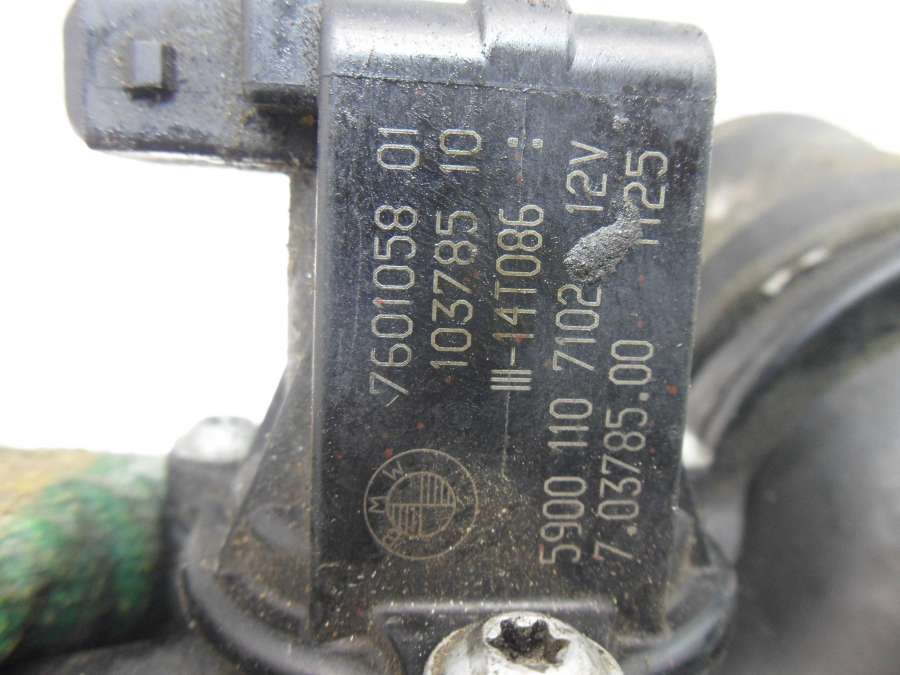 7601058 01
103785 10
III-14T086 :
5900 110 7102 12V
7.03785.00 1125
BMW